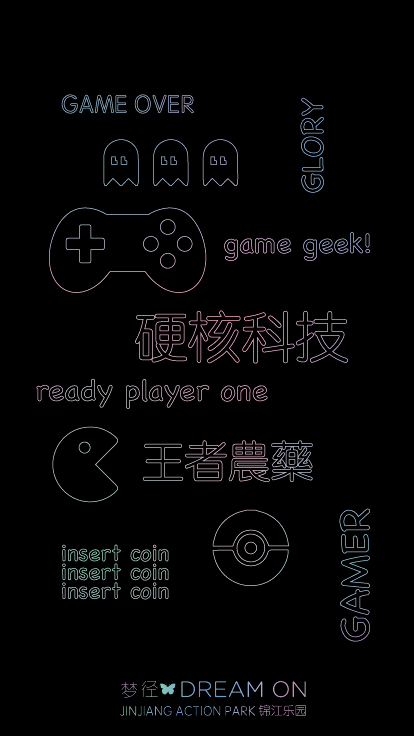 GAME OVER
GLORY
game geek!
硬核科技
ready player one
王者農藥
insert coin
insert coin
insert coin
GAMER
梦径 DREAM ON
JINJIANG ACTION PARK 锦江乐园